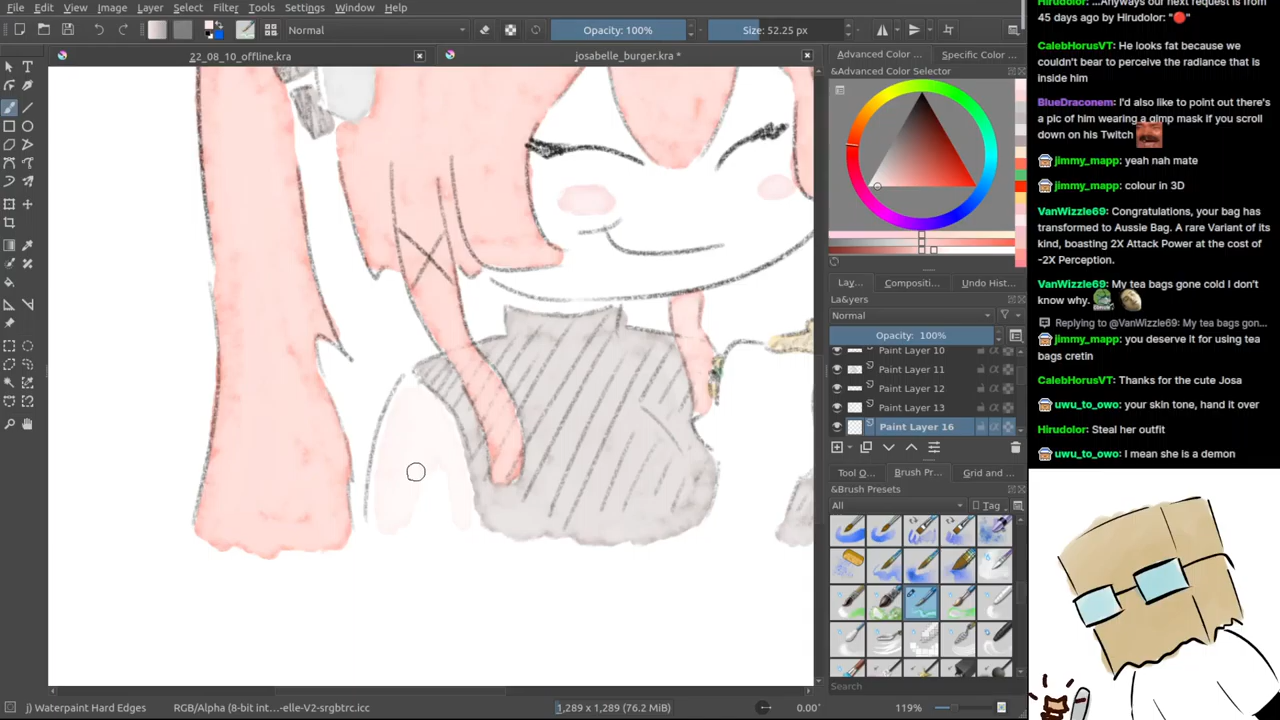 File Edit View Image Layer Select Filter Tools Settings Window Help
Normal Opacity: 100% Size: 52.25 px
22_08_10_offline.kra josabelle_burger.kra *
Advanced Color ... Specific Color ...
&Advanced Color Selector
Lay... Compositi... Undo Hist...
La&yers
Normal
Opacity: 100%
Paint Layer 10
Paint Layer 11
Paint Layer 12
Paint Layer 13
Paint Layer 16
Tool O... Brush Pr... Grid and ...
&Brush Presets
All Tag
Search
j) Waterpaint Hard Edges RGB/Alpha (8-bit int...-elle-V2-srgbtrc.icc 1,289 x 1,289 (76.2 MiB) 0.00° 119%
Hirudolor: ...Anyways our next request is from
45 days ago by Hirudolor: "🔴"
CalebHorusVT: He looks fat because we
couldn't bear to perceive the radiance that is
inside him
BlueDraconem: I'd also like to point out there's
a pic of him wearing a gimp mask if you scroll
down on his Twitch
jimmy_mapp: yeah nah mate
jimmy_mapp: colour in 3D
VanWizzle69: Congratulations, your bag has
transformed to Aussie Bag. A rare Variant of its
kind, boasting 2X Attack Power at the cost of
-2X Perception.
VanWizzle69: My tea bags gone cold I don't
know why.
Replying to @VanWizzle69: My tea bags gon...
jimmy_mapp: you deserve it for using tea
bags cretin
CalebHorusVT: Thanks for the cute Josa
uwu_to_owo: your skin tone, hand it over
Hirudolor: Steal her outfit
uwu_to_owo: I mean she is a demon